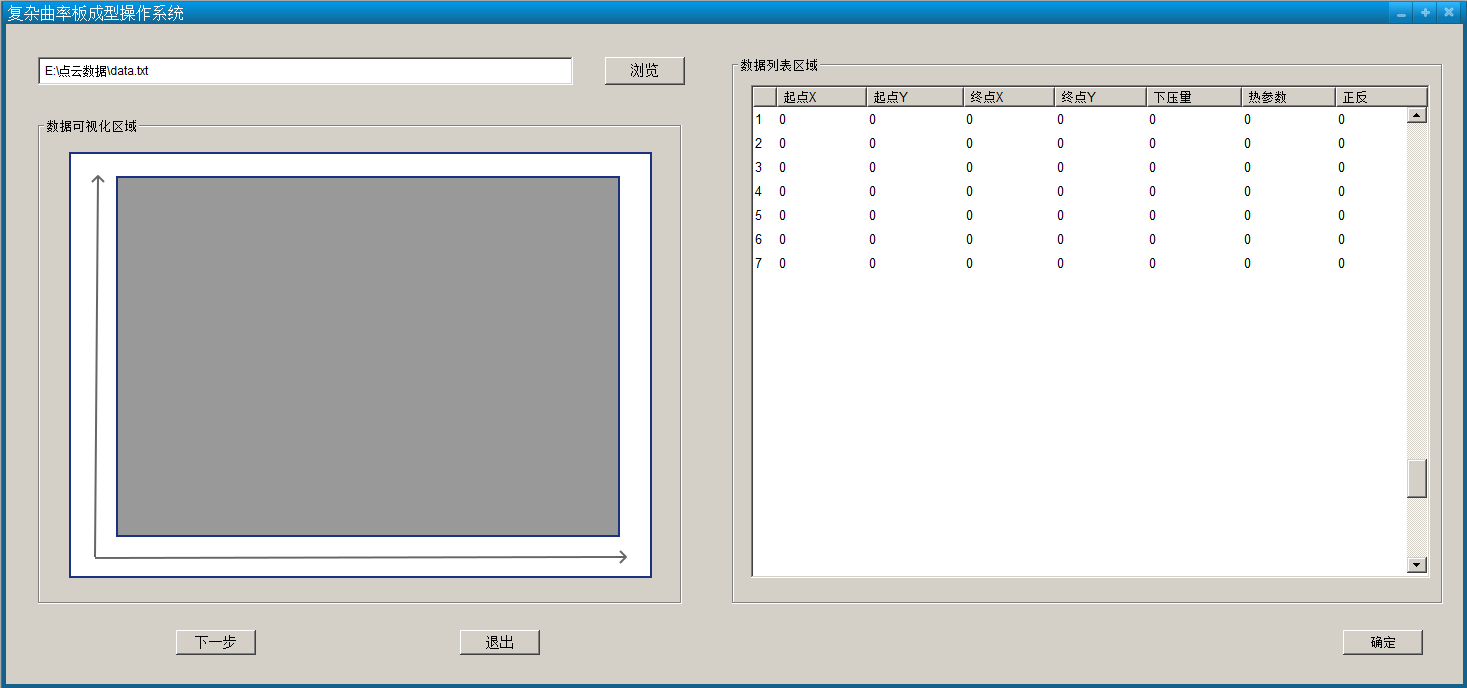 复杂曲率板成型操作系统
E:\点云数据\data.txt
浏览
数据可视化区域
下一步
退出
数据列表区域
起点X 起点Y 终点X 终点Y 下压量 热参数 正反
1 0 0 0 0 0 0 0
2 0 0 0 0 0 0 0
3 0 0 0 0 0 0 0
4 0 0 0 0 0 0 0
5 0 0 0 0 0 0 0
6 0 0 0 0 0 0 0
7 0 0 0 0 0 0 0
确定